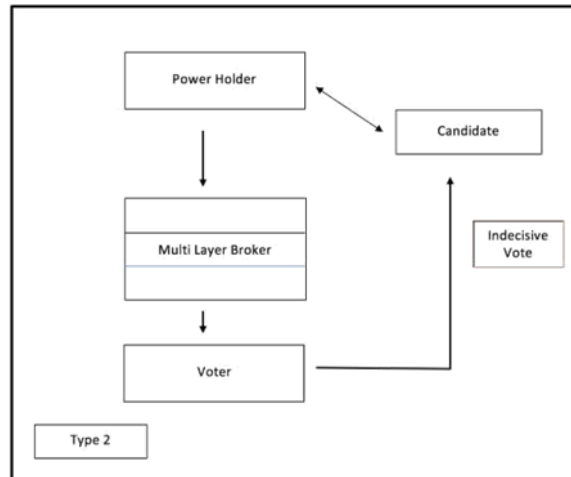 Power Holder
Candidate
Multi Layer Broker
Indecisive
Vote
Voter
Type 2